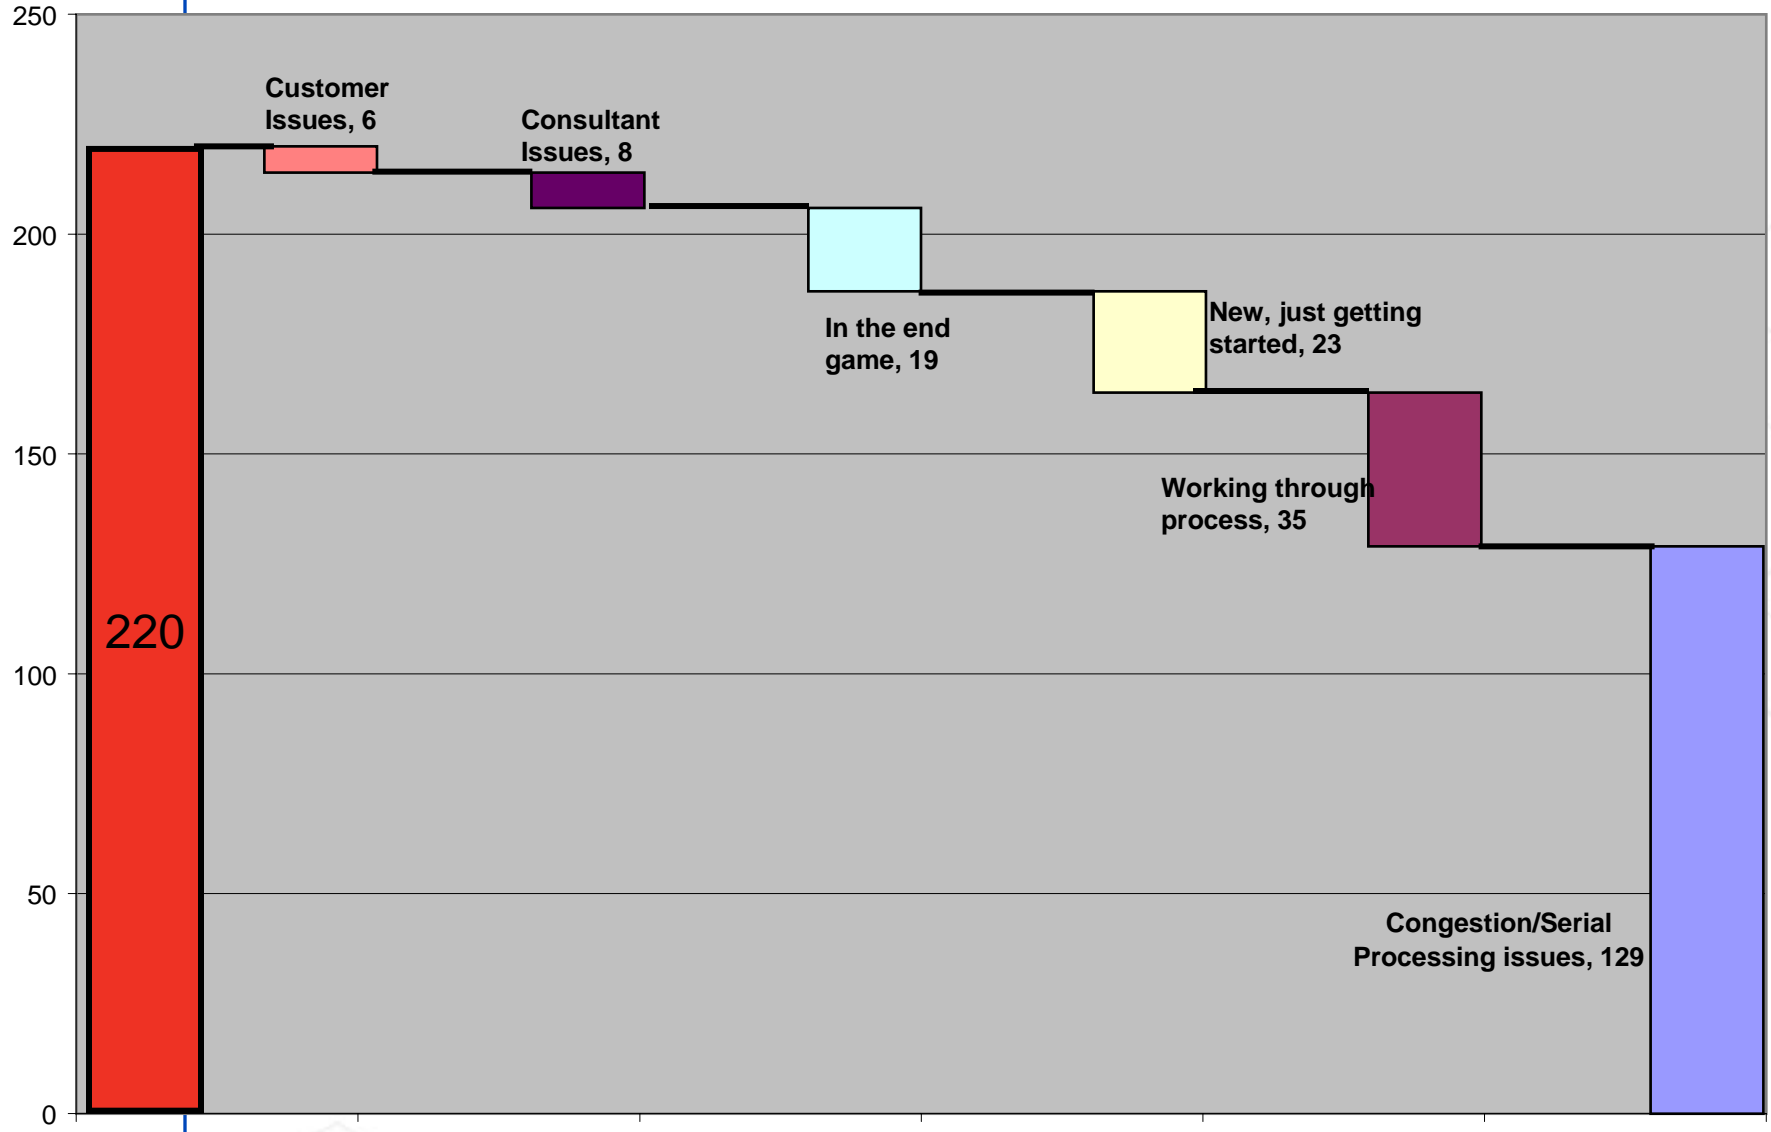 250
200
150
100
50
0
220
Customer
Issues, 6
Consultant
Issues, 8
In the end
game, 19
New, just getting
started, 23
Working through
process, 35
Congestion/Serial
Processing issues, 129